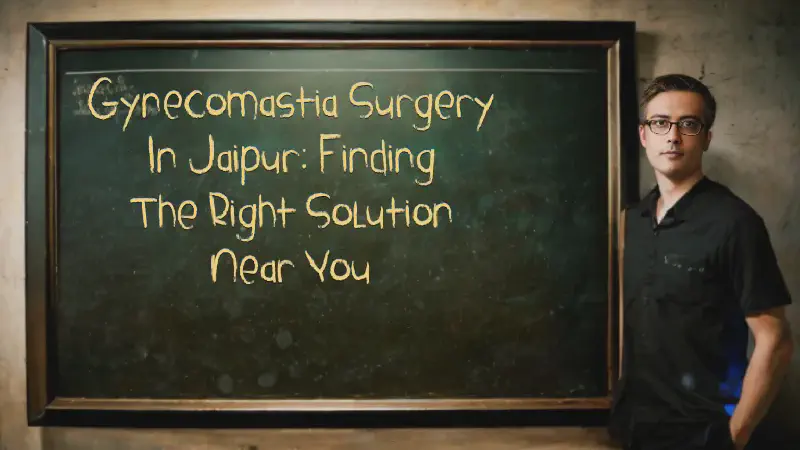 Gynecomastia Surgery
In Jaipur: Finding
The Right Solution
Near You